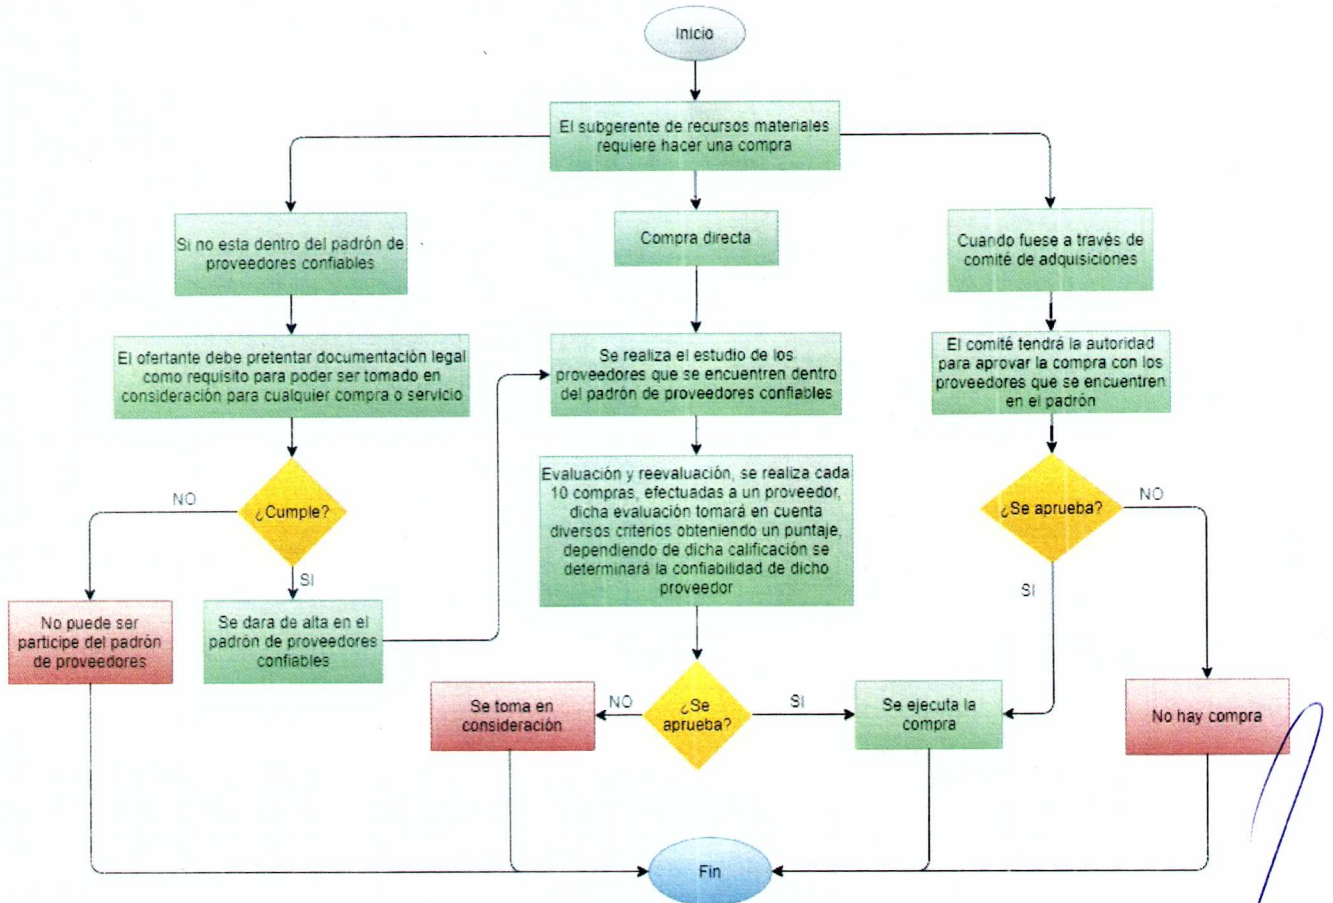 Inicio
El subgerente de recursos materiales
requiere hacer una compra
Si no esta dentro del padrón de
proveedores confiables
Compra directa
Cuando fuese a través de
comité de adquisiciones
El ofertante debe pretentar documentación legal
como requisito para poder ser tomado en
consideración para cualquier compra o servicio
Se realiza el estudio de los
proveedores que se encuentren dentro
del padrón de proveedores confiables
El comité tendrá la autoridad
para aprovar la compra con los
proveedores que se encuentren
en el padrón
¿Cumple?
NO
SI
Evaluación y reevaluación, se realiza cada
10 compras, efectuadas a un proveedor,
dicha evaluación tomará en cuenta
diversos criterios obteniendo un puntaje,
dependiendo de dicha calificación se
determinará la confiabilidad de dicho
proveedor
¿Se aprueba?
NO
SI
No puede ser
participe del padrón
de proveedores
Se dara de alta en el
padrón de proveedores
confiables
Se toma en
consideración
NO
¿Se
aprueba?
SI
Se ejecuta la
compra
No hay compra
Fin